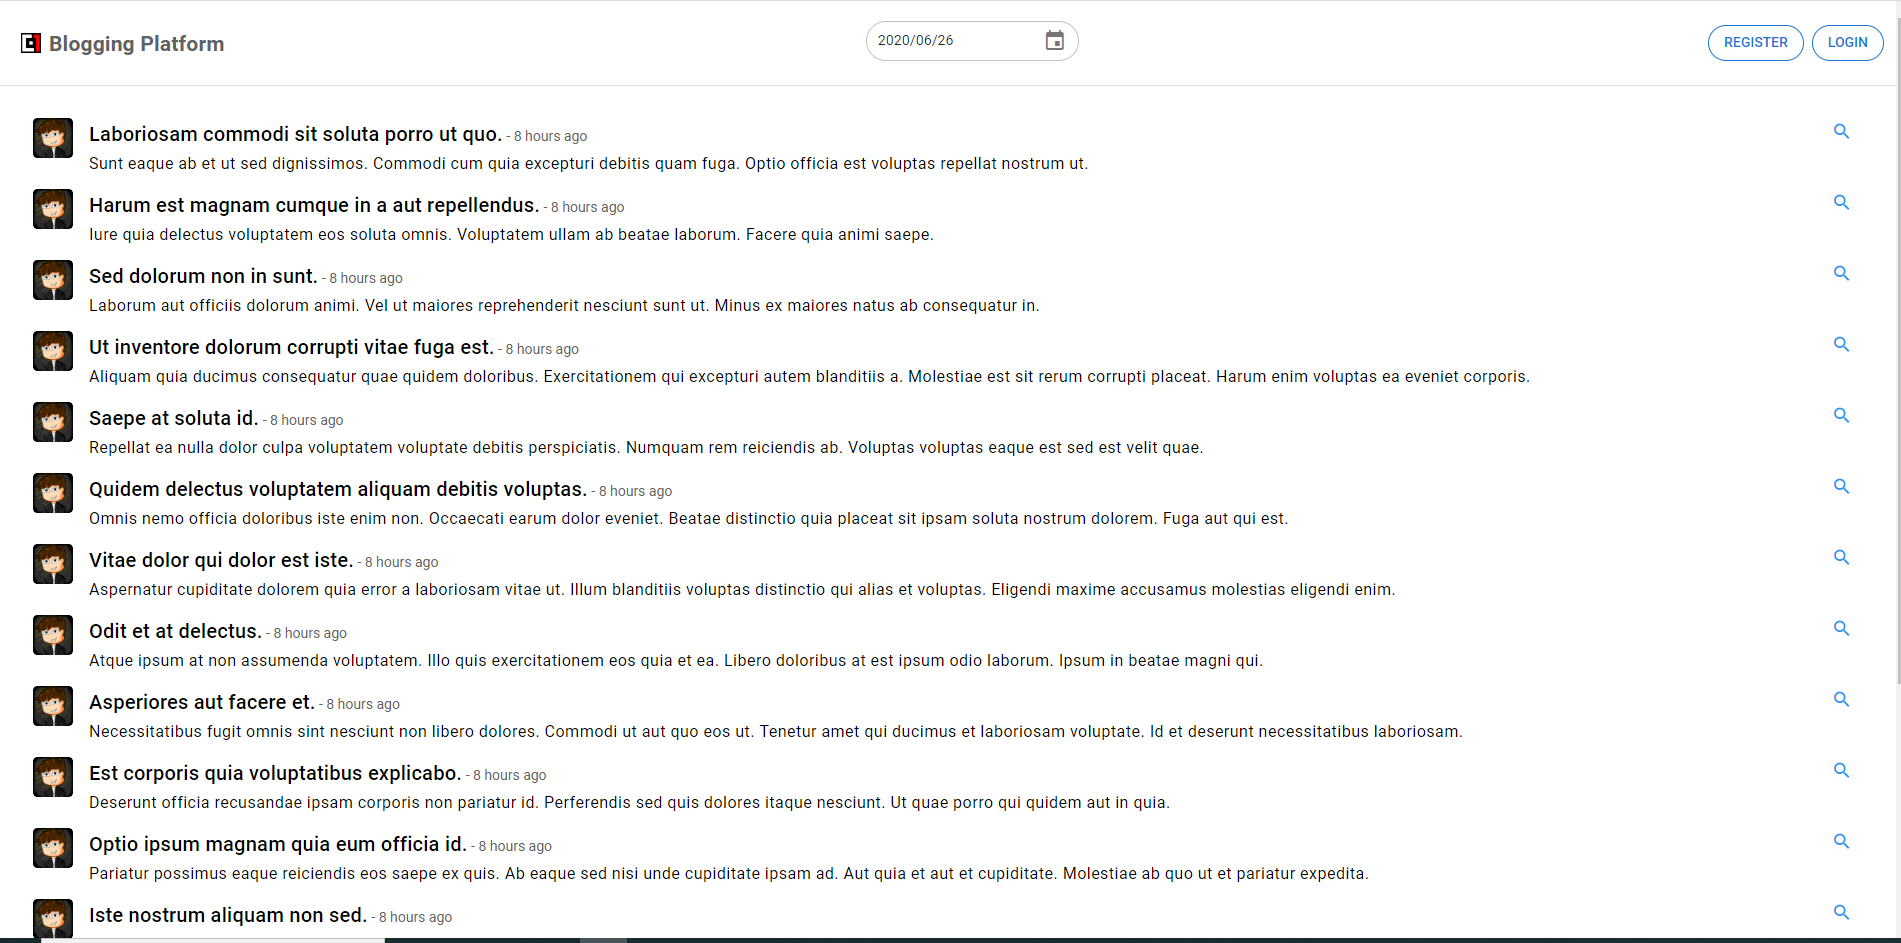 Blogging Platform
2020/06/26
REGISTER
LOGIN
Laboriosam commodi sit soluta porro ut quo. - 8 hours ago
Sunt eaque ab et ut sed dignissimos. Commodi cum quia excepturi debitis quam fuga. Optio officia est voluptas repellat nostrum ut.
Harum est magnam cumque in a aut repellendus. - 8 hours ago
Iure quia delectus voluptatem eos soluta omnis. Voluptatem ullam ab beatae laborum. Facere quia animi saepe.
Sed dolorum non in sunt. - 8 hours ago
Laborum aut officiis dolorum animi. Vel ut maiores reprehenderit nesciunt sunt ut. Minus ex maiores natus ab consequatur in.
Ut inventore dolorum corrupti vitae fuga est. - 8 hours ago
Aliquam quia ducimus consequatur quae quidem doloribus. Exercitationem qui excepturi autem blanditiis a. Molestiae est sit rerum corrupti placeat. Harum enim voluptas ea eveniet corporis.
Saepe at soluta id. - 8 hours ago
Repellat ea nulla dolor culpa voluptatem voluptate debitis perspiciatis. Numquam rem reiciendis ab. Voluptas voluptas eaque est sed est velit quae.
Quidem delectus voluptatem aliquam debitis voluptas. - 8 hours ago
Omnis nemo officia doloribus iste enim non. Occaecati earum dolor eveniet. Beatae distinctio quia placeat sit ipsam soluta nostrum dolorem. Fuga aut qui est.
Vitae dolor qui dolor est iste. - 8 hours ago
Aspernatur cupiditate dolorem quia error a laboriosam vitae ut. Illum blanditiis voluptas distinctio qui alias et voluptas. Eligendi maxime accusamus molestias eligendi enim.
Odit et at delectus. - 8 hours ago
Atque ipsum at non assumenda voluptatem. Illo quis exercitationem eos quia et ea. Libero doloribus at est ipsum odio laborum. Ipsum in beatae magni qui.
Asperiores aut facere et. - 8 hours ago
Necessitatibus fugit omnis sint nesciunt non libero dolores. Commodi ut aut quo eos ut. Tenetur amet qui ducimus et laboriosam voluptate. Id et deserunt necessitatibus laboriosam.
Est corporis quia voluptatibus explicabo. - 8 hours ago
Deserunt officia recusandae ipsam corporis non pariatur id. Perferendis sed quis dolores itaque nesciunt. Ut quae porro qui quidem aut in quia.
Optio ipsum magnam quia eum officia id. - 8 hours ago
Pariatur possimus eaque reiciendis eos saepe ex quis. Ab eaque sed nisi unde cupiditate ipsam ad. Aut quia et aut et cupiditate. Molestiae ab quo ut et pariatur expedita.
Iste nostrum aliquam non sed. - 8 hours ago